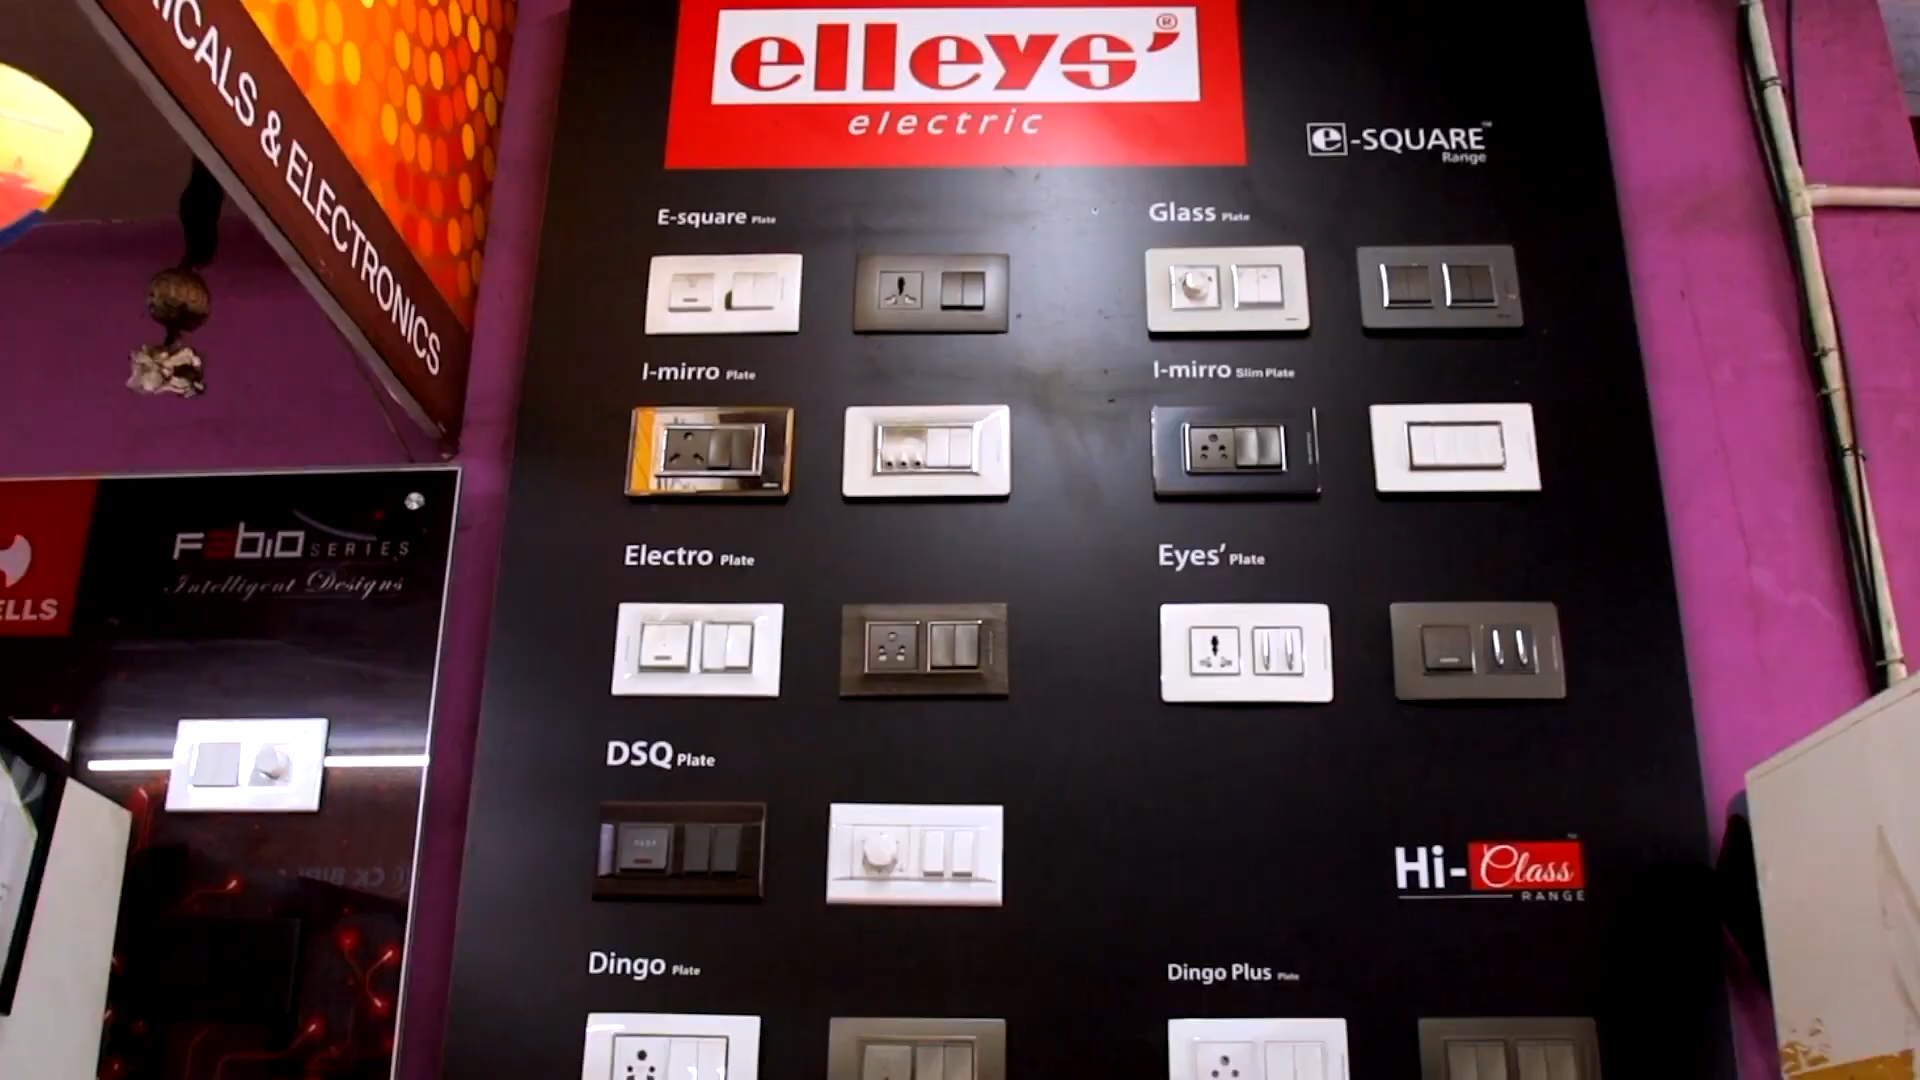 ICALS & ELECTRONICS
elleys'®
electric
e-SQUARE™
Range
E-square Plate
Glass Plate
I-mirro Plate
I-mirro Slim Plate
Electro Plate
Eyes' Plate
DSQ Plate
Hi-Class
RANGE
Dingo Plate
Dingo Plus Plate
ELLS
FabIO SERIES
Intelligent Designs